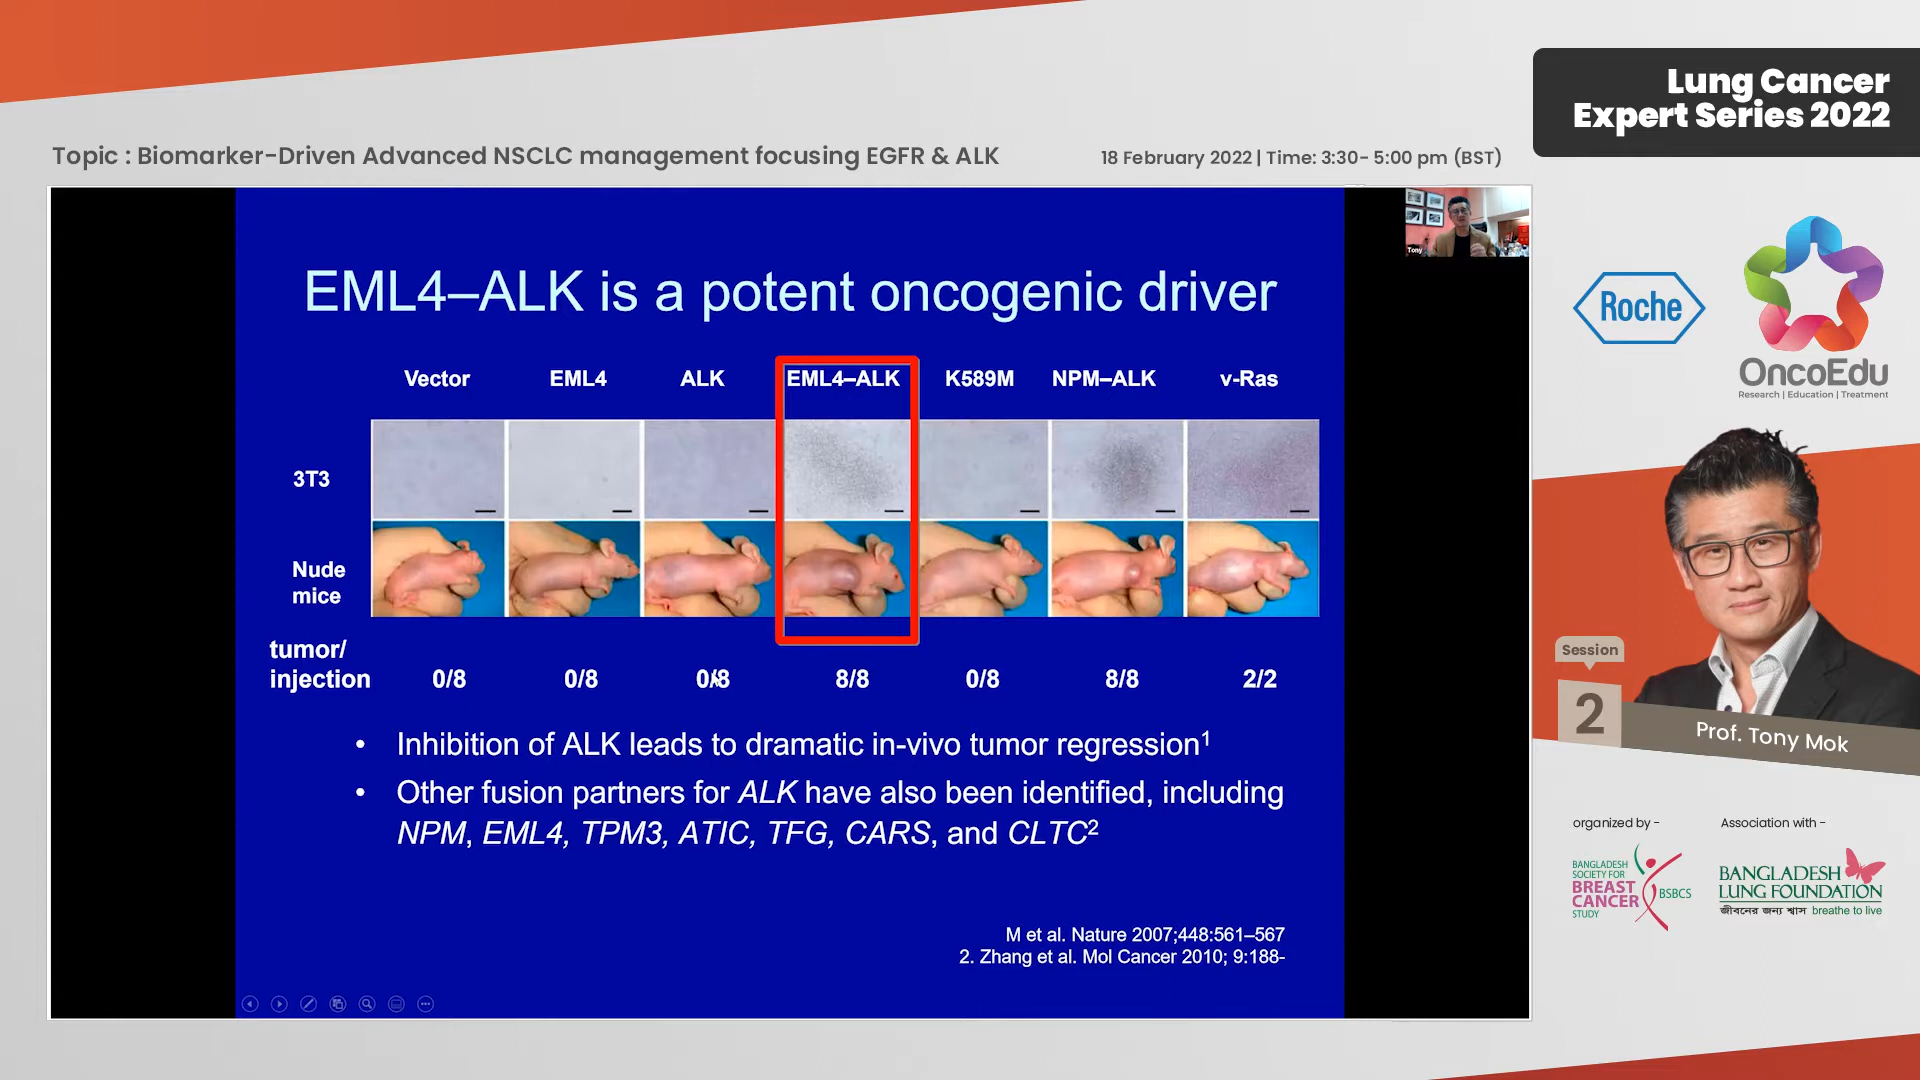 Lung Cancer
Expert Series 2022
Topic : Biomarker-Driven Advanced NSCLC management focusing EGFR & ALK
18 February 2022 | Time: 3:30- 5:00 pm (BST)
Tony
EML4–ALK is a potent oncogenic driver
Vector EML4 ALK EML4–ALK K589M NPM–ALK v-Ras
3T3
Nude
mice
tumor/
injection 0/8 0/8 0/8 8/8 0/8 8/8 2/2
• Inhibition of ALK leads to dramatic in-vivo tumor regression¹
• Other fusion partners for ALK have also been identified, including
NPM, EML4, TPM3, ATIC, TFG, CARS, and CLTC²
M et al. Nature 2007;448:561–567
2. Zhang et al. Mol Cancer 2010; 9:188-
Roche
OncoEdu
Research | Education | Treatment
Session
2
Prof. Tony Mok
organized by -
Association with -
BANGLADESH
SOCIETY FOR
BREAST
CANCER
STUDY
BSBCS
BANGLADESH
LUNG FOUNDATION
জীবনের জন্য শ্বাস breathe to live